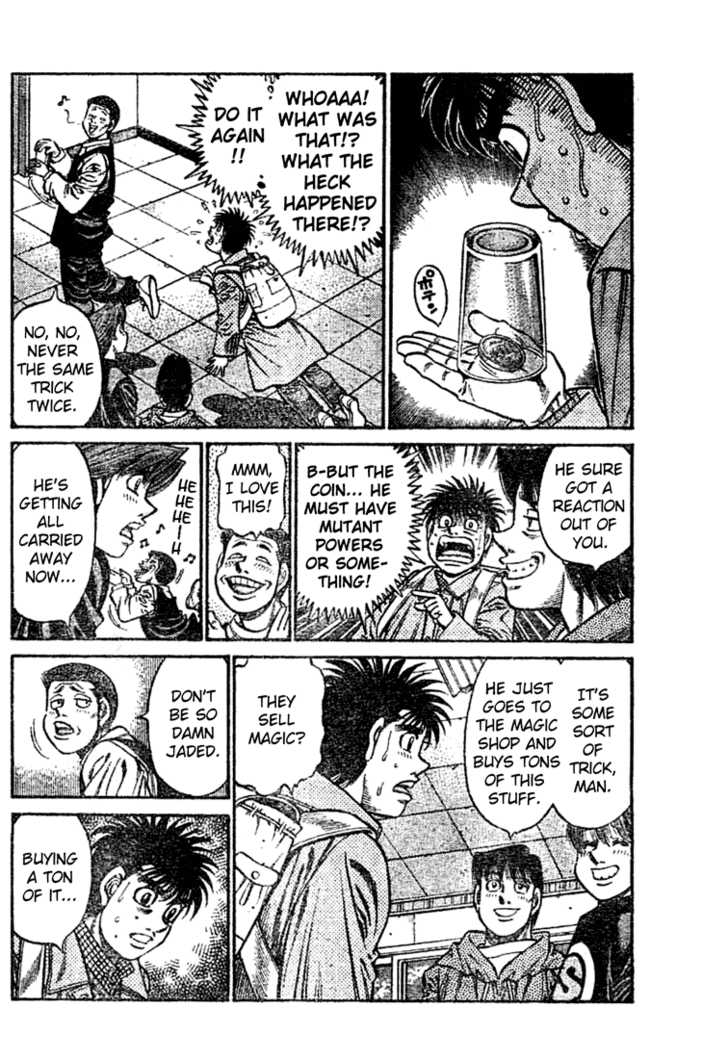 ポテン
WHOAAA!
WHAT WAS
THAT!?
WHAT THE
HECK
HAPPENED
THERE!?
DO IT
AGAIN
!!
NO, NO,
NEVER
THE SAME
TRICK
TWICE.
HE SURE
GOT A
REACTION
OUT OF
YOU.
B-BUT THE
COIN... HE
MUST HAVE
MUTANT
POWERS
OR SOME-
THING!
MMM,
I LOVE
THIS!
HE HE HE IH
HE'S
GETTING
ALL
CARRIED
AWAY
NOW...
IT'S
SOME
SORT
OF
TRICK,
MAN.
HE JUST
GOES TO
THE MAGIC
SHOP AND
BUYS TONS
OF THIS
STUFF.
THEY
SELL
MAGIC?
DON'T
BE SO
DAMN
JADED.
BUYING
A TON
OF IT...